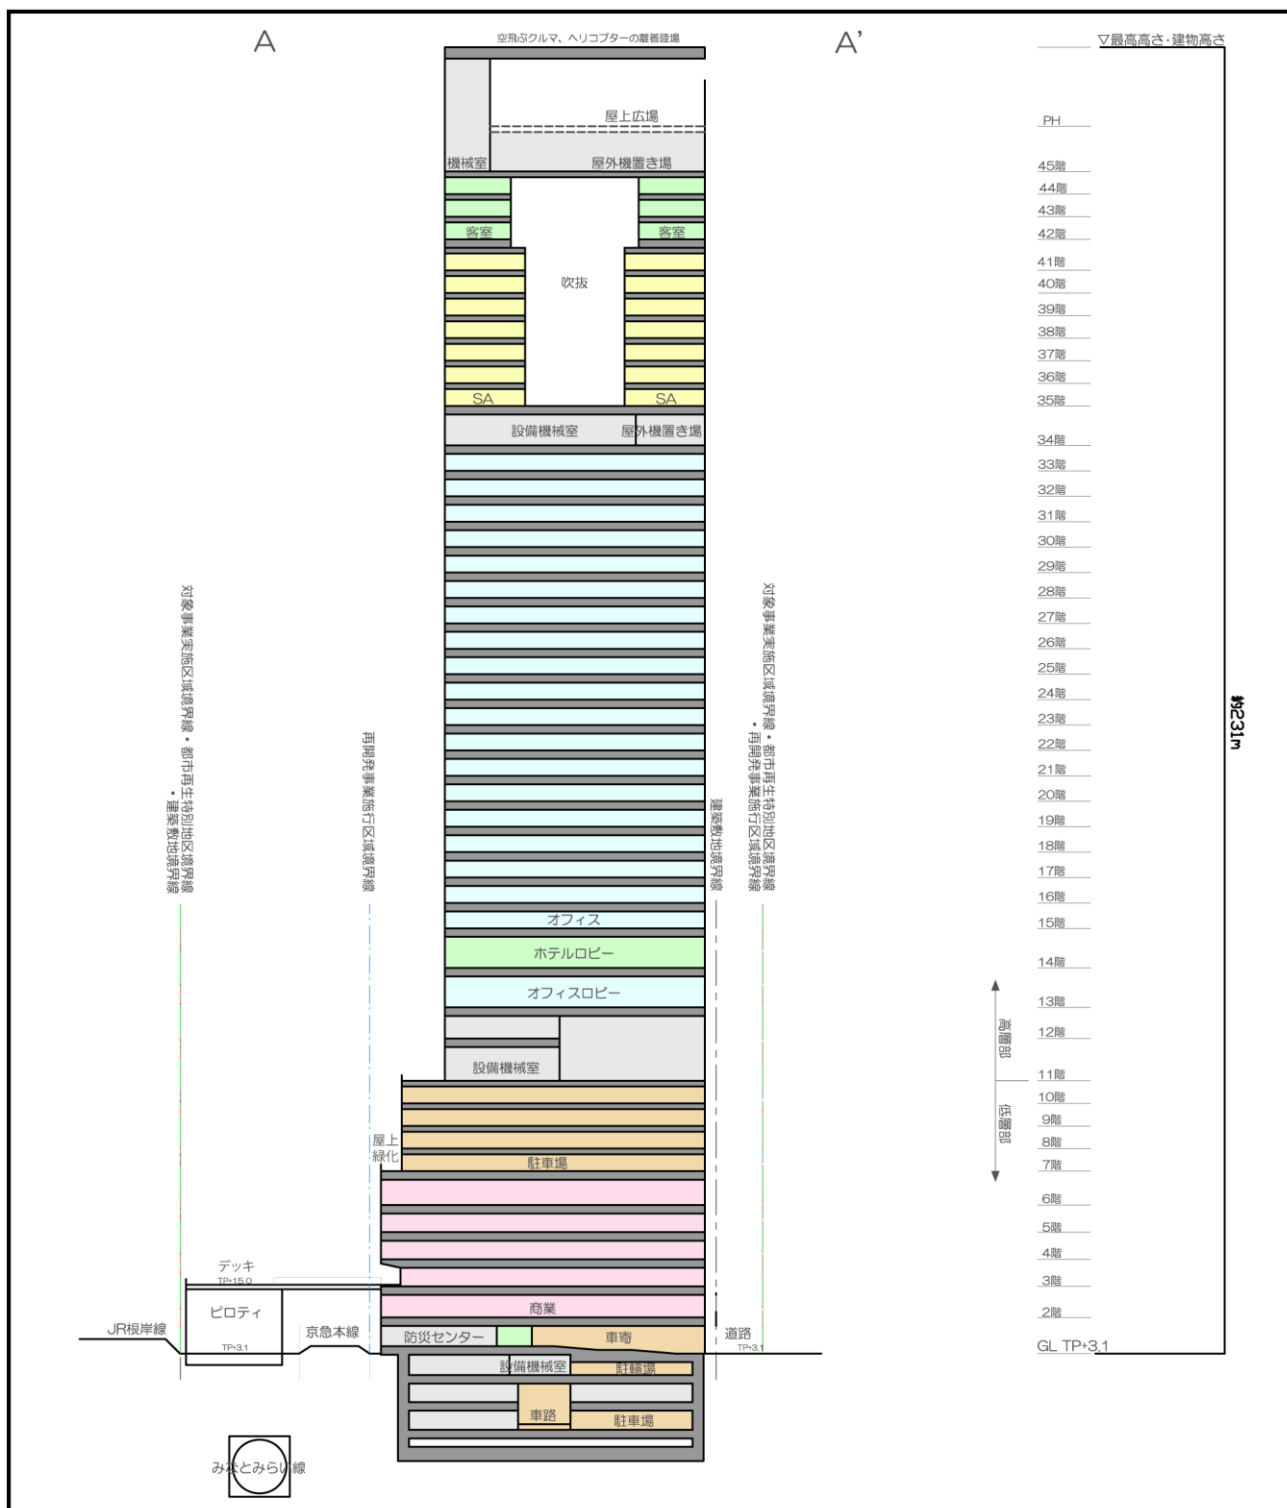 空飛ぶクルマ、ヘリコプターの離着陸場
A
A'
▽最高高さ・建物高さ
屋上広場
PH
機械室
屋外機置き場
45階
44階
43階
客室
客室
42階
吹抜
41階
40階
39階
38階
37階
36階
SA
SA
35階
設備機械室
屋外機置き場
34階
33階
32階
31階
30階
29階
28階
27階
26階
25階
24階
23階
22階
21階
20階
19階
18階
17階
16階
約231m
対象事業実施区域境界線・都市再生特別地区境界線
・建築敷地境界線
再開発事業施行区域境界線
建築敷地境界線
対象事業実施区域境界線・都市再生特別地区境界線
・再開発事業施行区域境界線
オフィス
15階
ホテルロビー
14階
オフィスロビー
13階
高層部
12階
設備機械室
11階
10階
低層部
9階
屋上
緑化
8階
駐車場
7階
6階
5階
4階
デッキ
TP+15.0
3階
ピロティ
商業
2階
JR根岸線
京急本線
防災センター
車寄
道路
TP+3.1
TP+3.1
GL TP+3.1
設備機械室
駐輪場
車路
駐車場
みなとみらい線